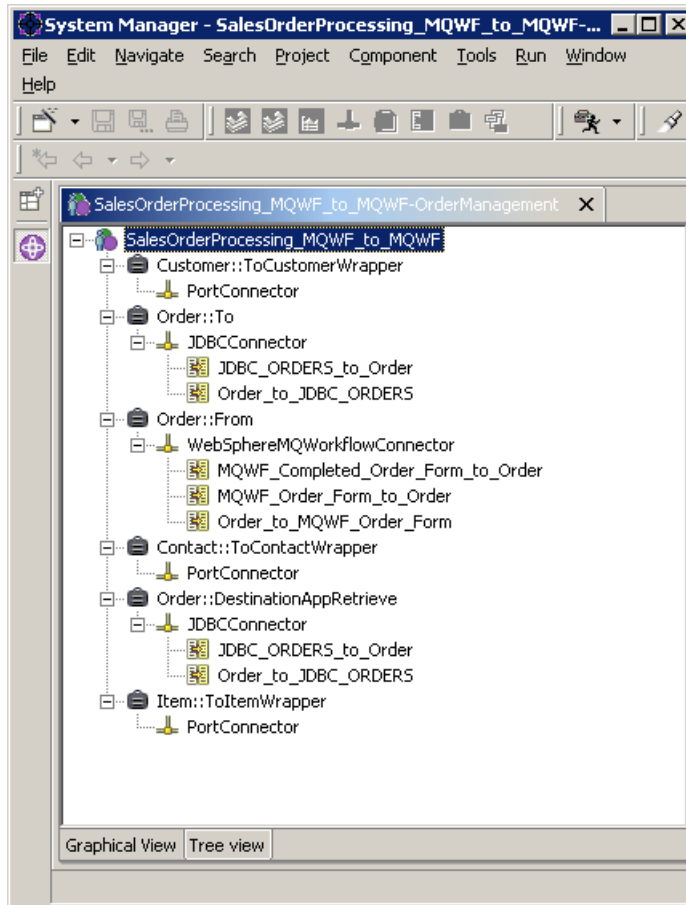 System Manager - SalesOrderProcessing_MQWF_to_MQWF-...
File Edit Navigate Search Project Component Tools Run Window
Help
SalesOrderProcessing_MQWF_to_MQWF-OrderManagement
SalesOrderProcessing_MQWF_to_MQWF
Customer::ToCustomerWrapper
PortConnector
Order::To
JDBCConnector
JDBC_ORDERS_to_Order
Order_to_JDBC_ORDERS
Order::From
WebSphereMQWorkflowConnector
MQWF_Completed_Order_Form_to_Order
MQWF_Order_Form_to_Order
Order_to_MQWF_Order_Form
Contact::ToContactWrapper
PortConnector
Order::DestinationAppRetrieve
JDBCConnector
JDBC_ORDERS_to_Order
Order_to_JDBC_ORDERS
Item::ToItemWrapper
PortConnector
Graphical View Tree view